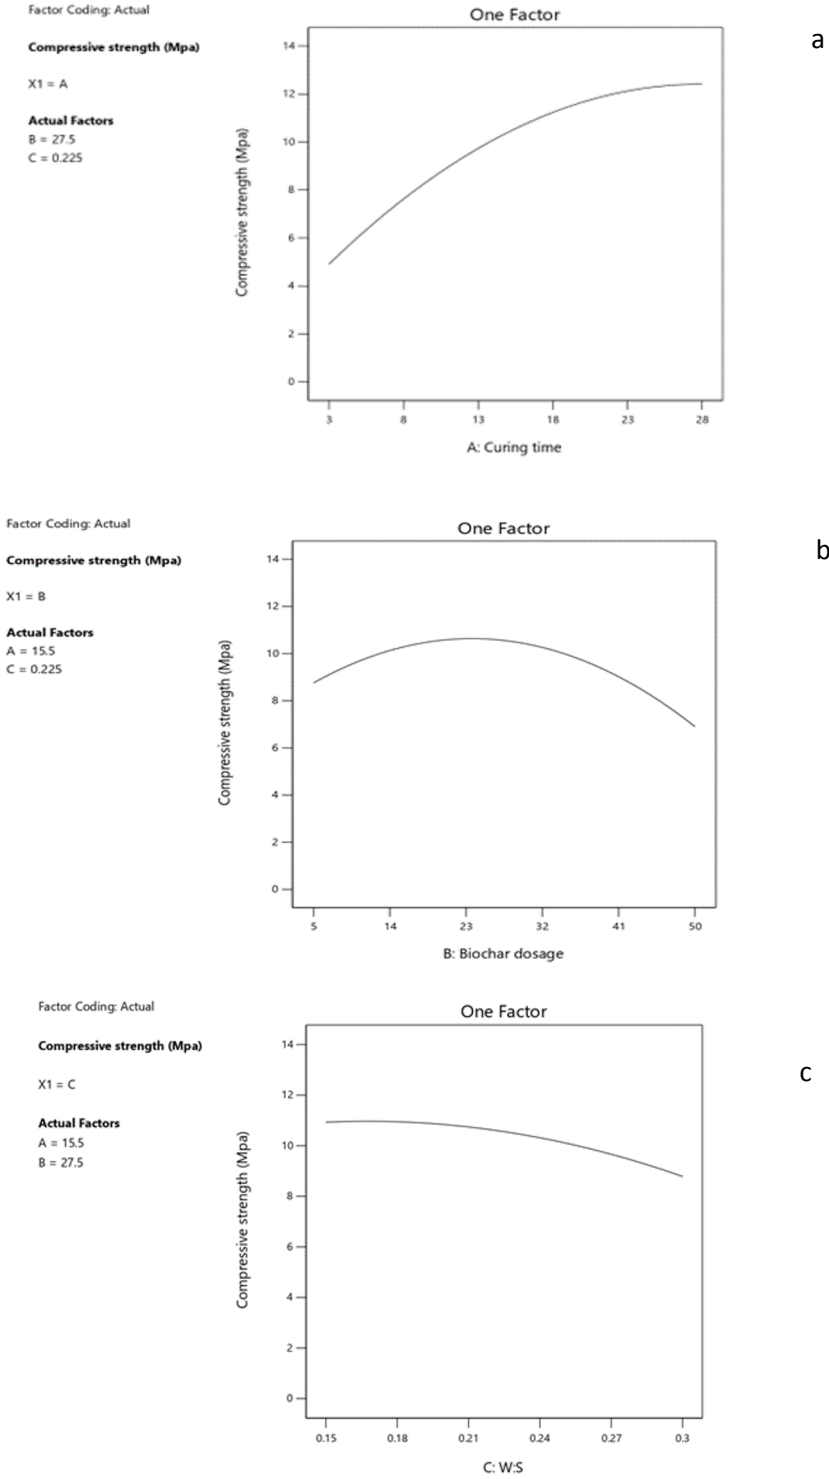 Factor Coding: Actual
One Factor
a
Compressive strength (Mpa)
X1 = A
Actual Factors
B = 27.5
C = 0.225
Compressive strength (Mpa)
14
12
10
8
6
4
2
0
3 8 13 18 23 28
A: Curing time
Factor Coding: Actual
One Factor
b
Compressive strength (Mpa)
X1 = B
Actual Factors
A = 15.5
C = 0.225
Compressive strength (Mpa)
14
12
10
8
6
4
2
0
5 14 23 32 41 50
B: Biochar dosage
Factor Coding: Actual
One Factor
c
Compressive strength (Mpa)
X1 = C
Actual Factors
A = 15.5
B = 27.5
Compressive strength (Mpa)
14
12
10
8
6
4
2
0
0.15 0.18 0.21 0.24 0.27 0.3
C: W:S